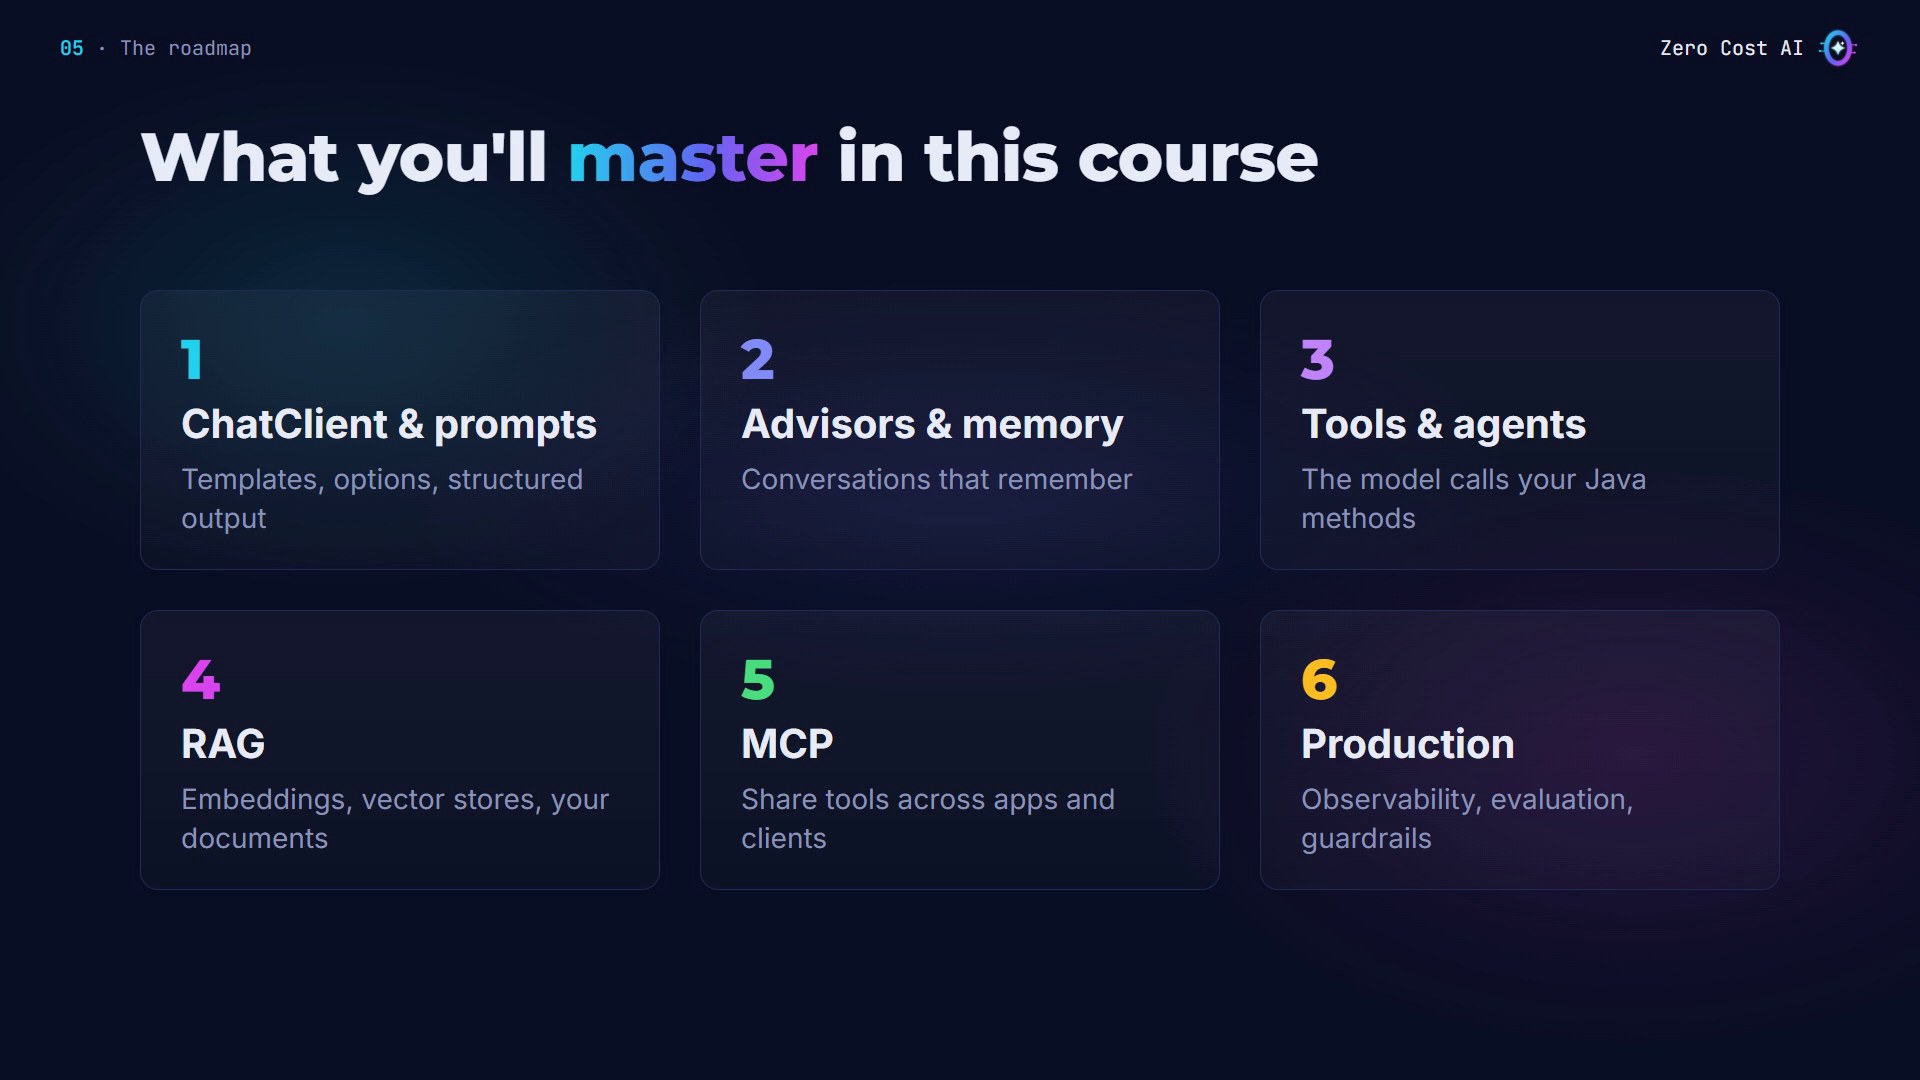 05 · The roadmap
Zero Cost AI
What you'll master in this course
1
ChatClient & prompts
Templates, options, structured
output
2
Advisors & memory
Conversations that remember
3
Tools & agents
The model calls your Java
methods
4
RAG
Embeddings, vector stores, your
documents
5
MCP
Share tools across apps and
clients
6
Production
Observability, evaluation,
guardrails